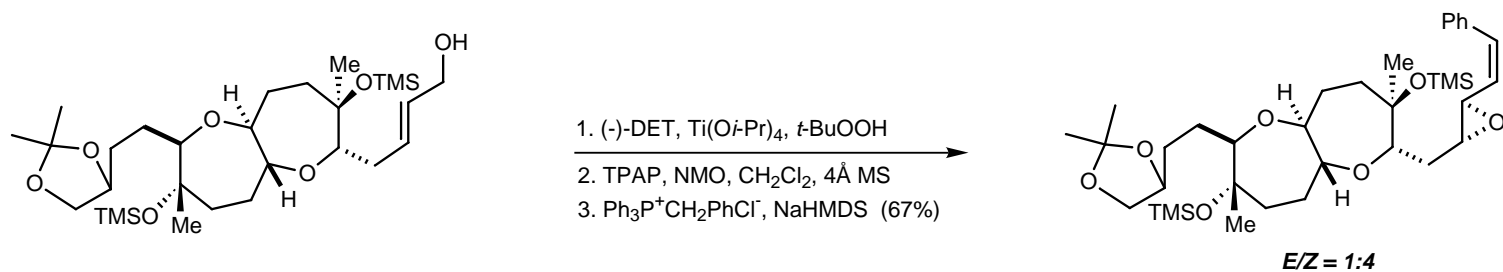 OH
Me
OTMS
H
O
O
O
O
H
TMSO
Me
1. (-)-DET, Ti(Oi-Pr)4, t-BuOOH
2. TPAP, NMO, CH2Cl2, 4Å MS
3. Ph3P+CH2PhCl-, NaHMDS (67%)
Ph
Me
OTMS
H
O
O
O
O
O
H
TMSO
Me
E/Z = 1:4